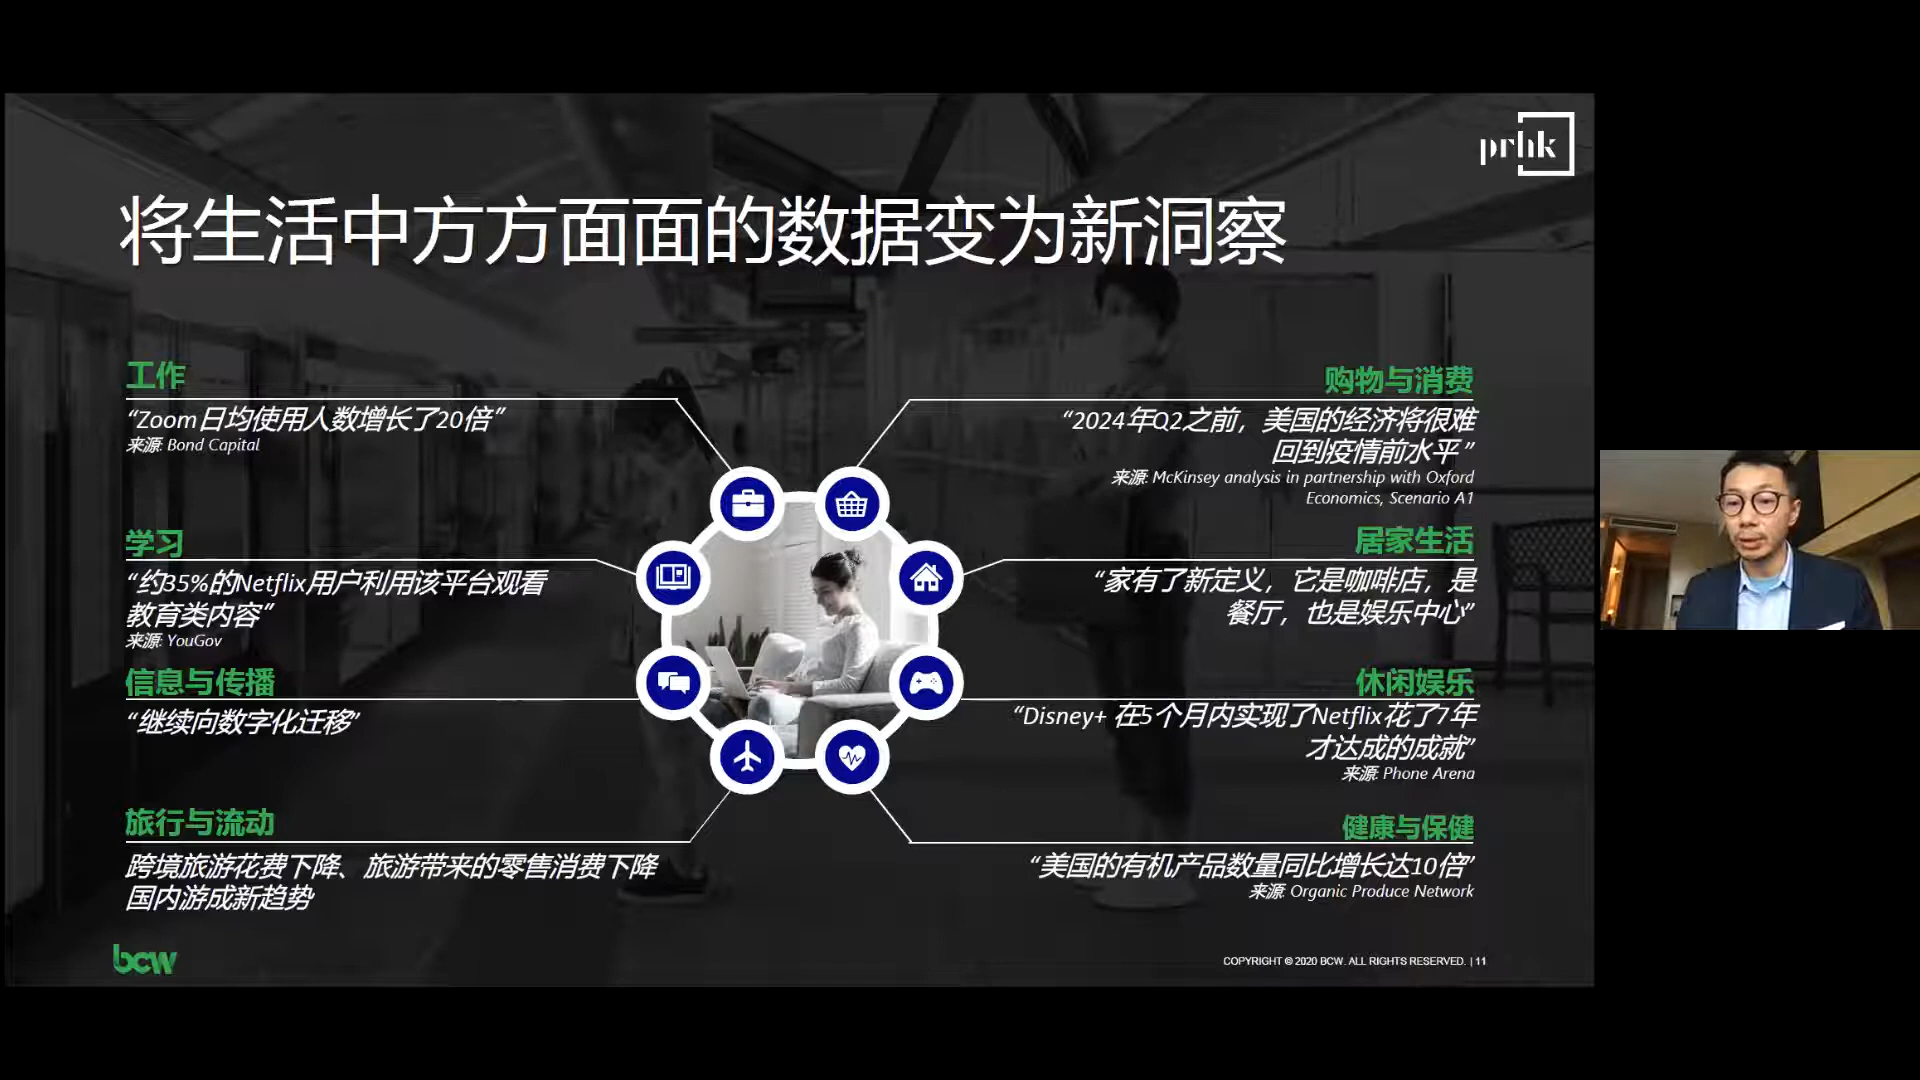 prhk
将生活中方方面面的数据变为新洞察
工作
“Zoom日均使用人数增长了20倍”
来源: Bond Capital
学习
“约35%的Netflix用户利用该平台观看
教育类内容”
来源: YouGov
信息与传播
“继续向数字化迁移”
旅行与流动
跨境旅游花费下降、旅游带来的零售消费下降
国内游成新趋势
购物与消费
“2024年Q2之前，美国的经济将很难
回到疫情前水平 ”
来源: McKinsey analysis in partnership with Oxford
Economics, Scenario A1
居家生活
“家有了新定义，它是咖啡店，是
餐厅，也是娱乐中心”
休闲娱乐
“Disney+ 在5个月内实现了Netflix花了7年
才达成的成就”
来源: Phone Arena
健康与保健
“美国的有机产品数量同比增长达10倍”
来源: Organic Produce Network
bcw
COPYRIGHT © 2020 BCW. ALL RIGHTS RESERVED. | 11